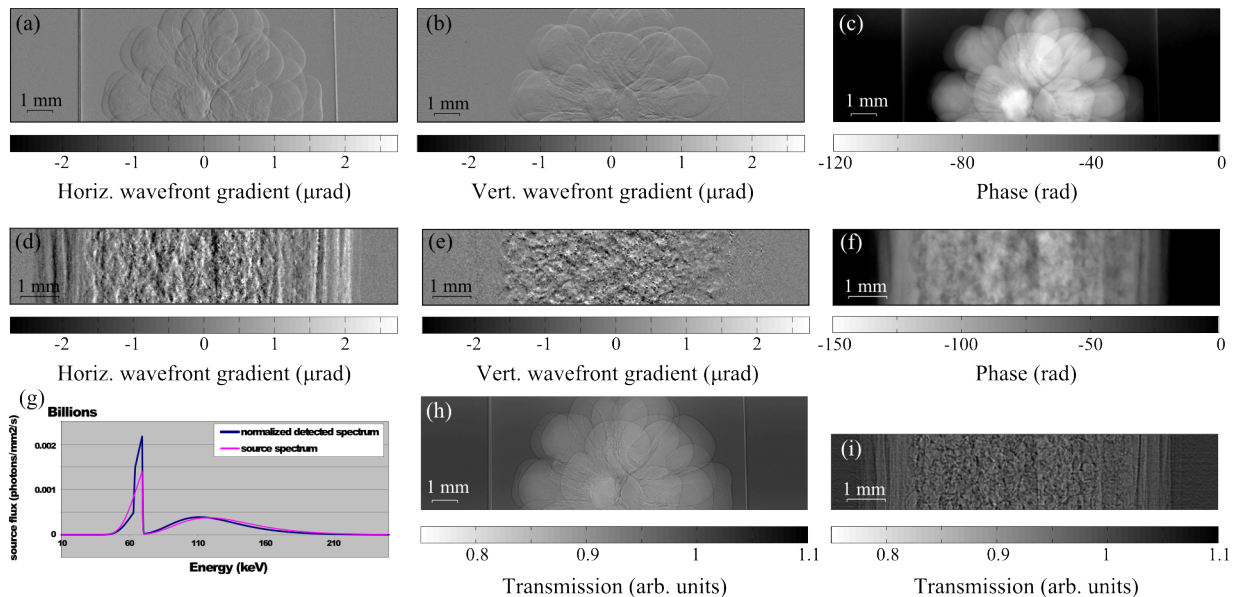 (a)
1 mm
-2 -1 0 1 2
Horiz. wavefront gradient (μrad)
(b)
1 mm
-2 -1 0 1 2
Vert. wavefront gradient (μrad)
(c)
1 mm
-120 -80 -40 0
Phase (rad)
(d)
1 mm
-2 -1 0 1 2
Horiz. wavefront gradient (μrad)
(e)
1 mm
-2 -1 0 1 2
Vert. wavefront gradient (μrad)
(f)
1 mm
-150 -100 -50 0
Phase (rad)
(g)
Billions
source flux (photons/mm2/s)
0.002
0.001
0
normalized detected spectrum
source spectrum
10 60 110 160 210
Energy (keV)
(h)
1 mm
0.8 0.9 1 1.1
Transmission (arb. units)
(i)
1 mm
0.8 0.9 1 1.1
Transmission (arb. units)